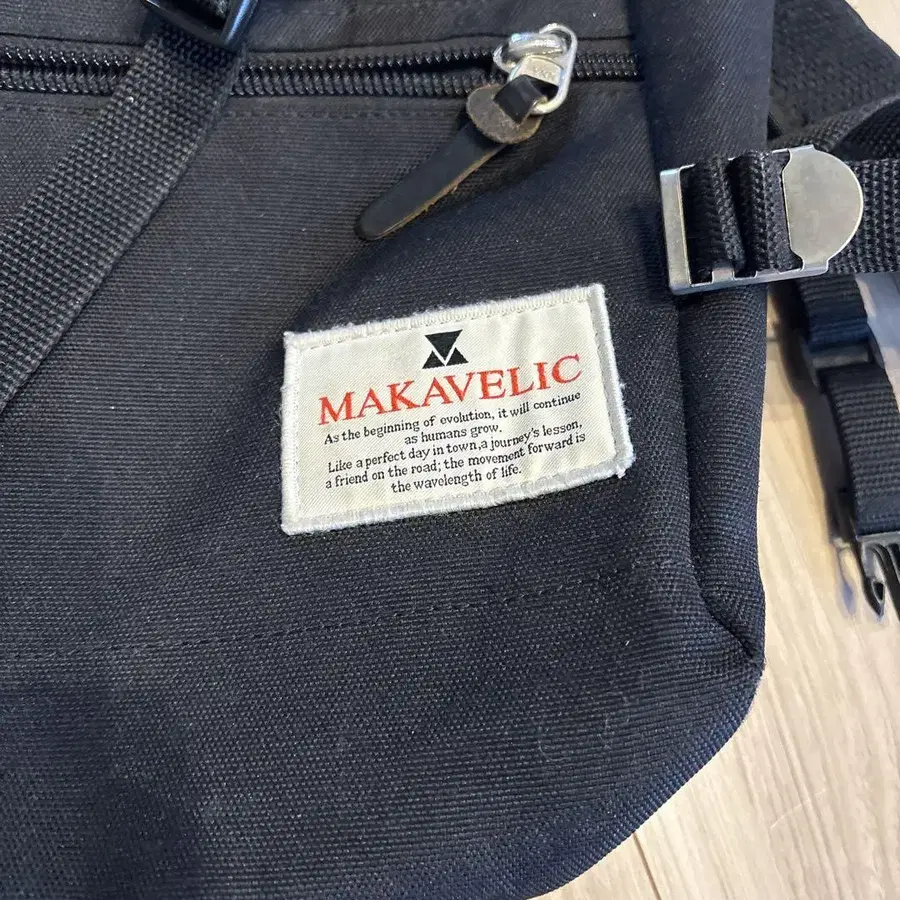 MAKAVELIC
As the beginning of evolution, it will continue
as humans grow.
Like a perfect day in town,a journey's lesson,
a friend on the road; the movement forward is
the wavelength of life.